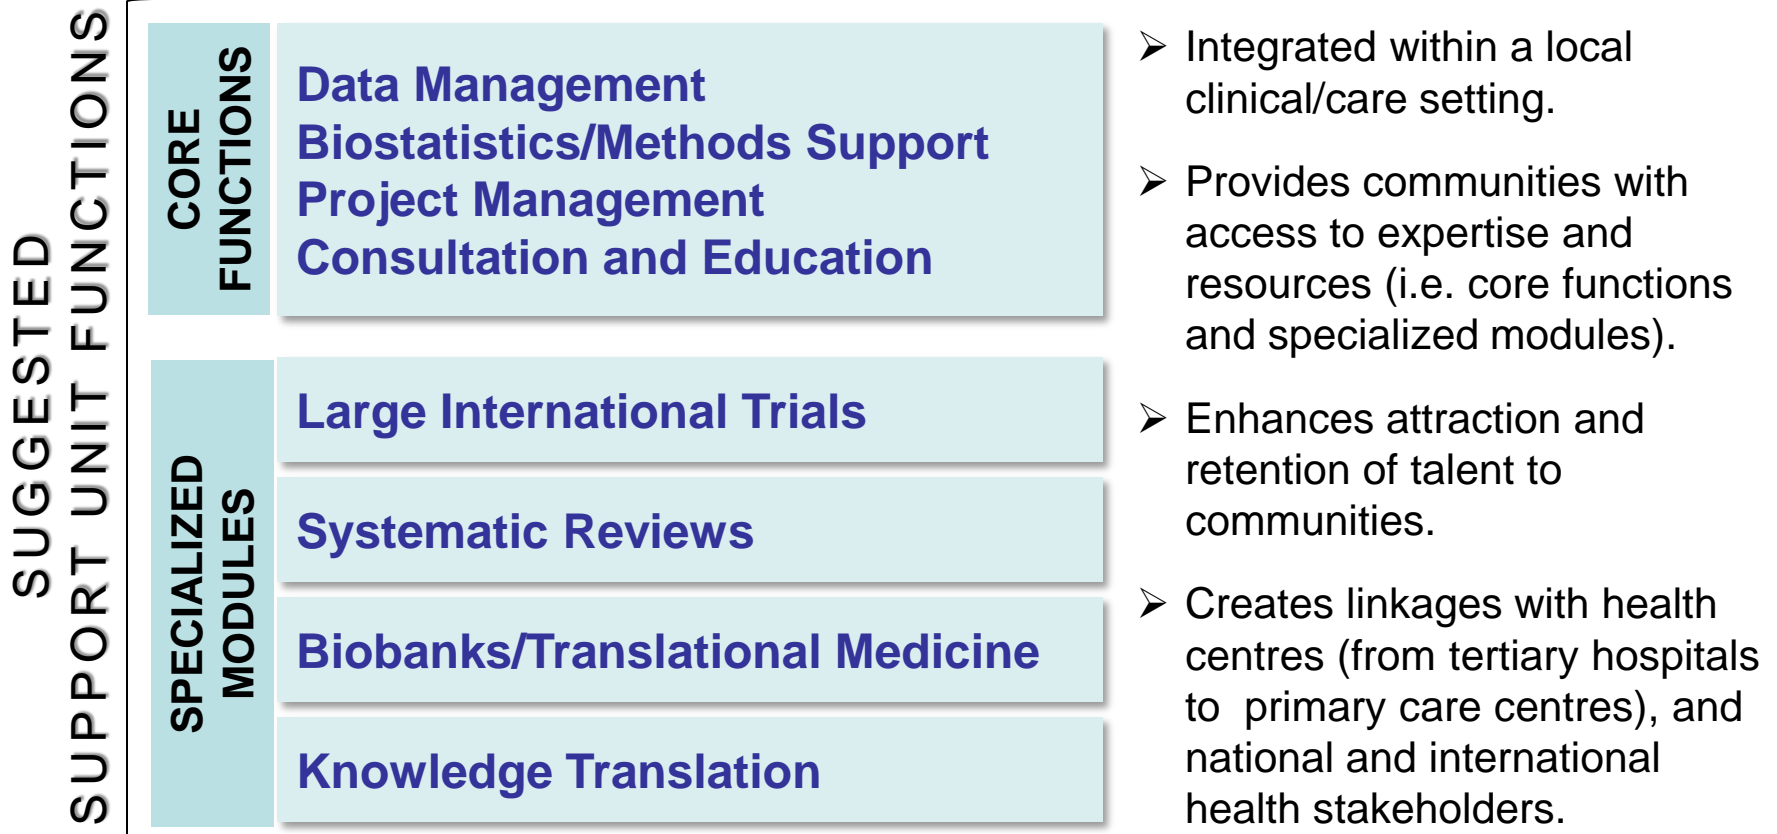 SUGGESTED
SUPPORT UNIT FUNCTIONS
CORE
FUNCTIONS
Data Management
Biostatistics/Methods Support
Project Management
Consultation and Education
SPECIALIZED
MODULES
Large International Trials
Systematic Reviews
Biobanks/Translational Medicine
Knowledge Translation
➢ Integrated within a local
clinical/care setting.
➢ Provides communities with
access to expertise and
resources (i.e. core functions
and specialized modules).
➢ Enhances attraction and
retention of talent to
communities.
➢ Creates linkages with health
centres (from tertiary hospitals
to primary care centres), and
national and international
health stakeholders.